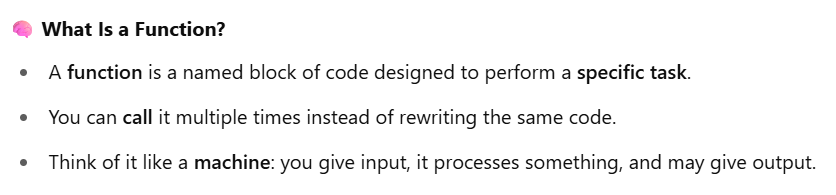 🧠 What Is a Function?
• A function is a named block of code designed to perform a specific task.
• You can call it multiple times instead of rewriting the same code.
• Think of it like a machine: you give input, it processes something, and may give output.